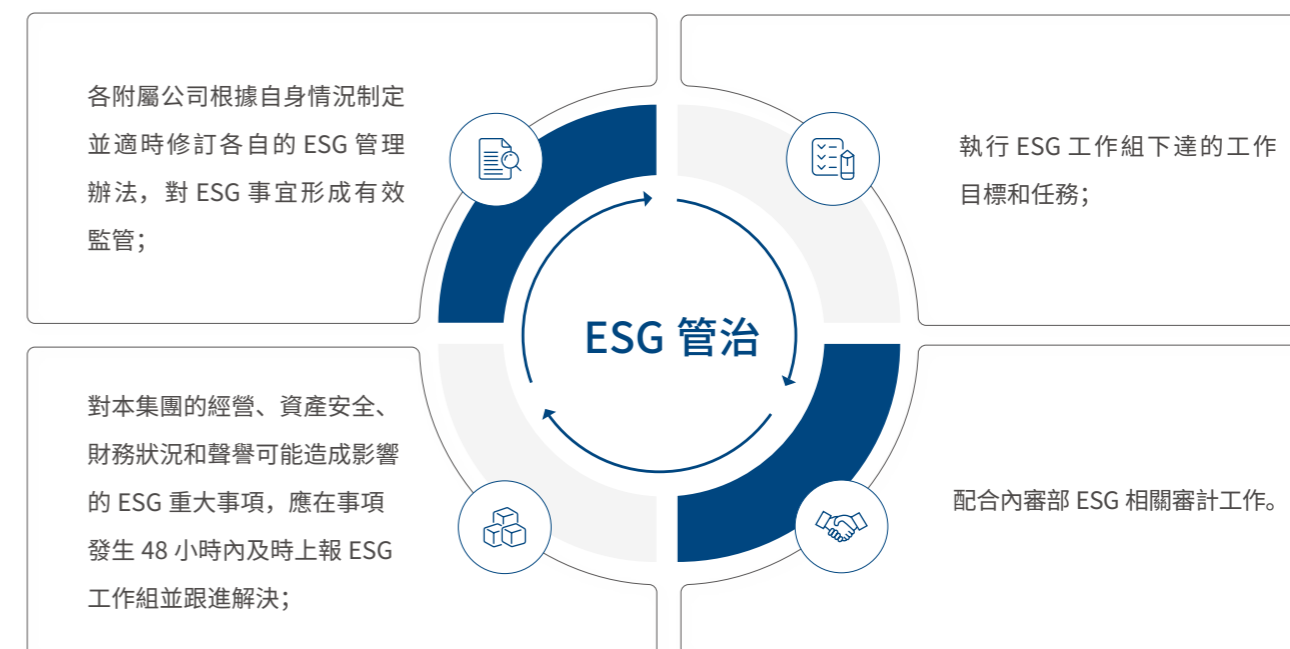 各附屬公司根據自身情況制定
並適時修訂各自的 ESG 管理
辦法，對 ESG 事宜形成有效
監管；
執行 ESG 工作組下達的工作
目標和任務；
ESG 管治
對本集團的經營、資產安全、
財務狀況和聲譽可能造成影響
的 ESG 重大事項，應在事項
發生 48 小時內及時上報 ESG
工作組並跟進解決；
配合內審部 ESG 相關審計工作。